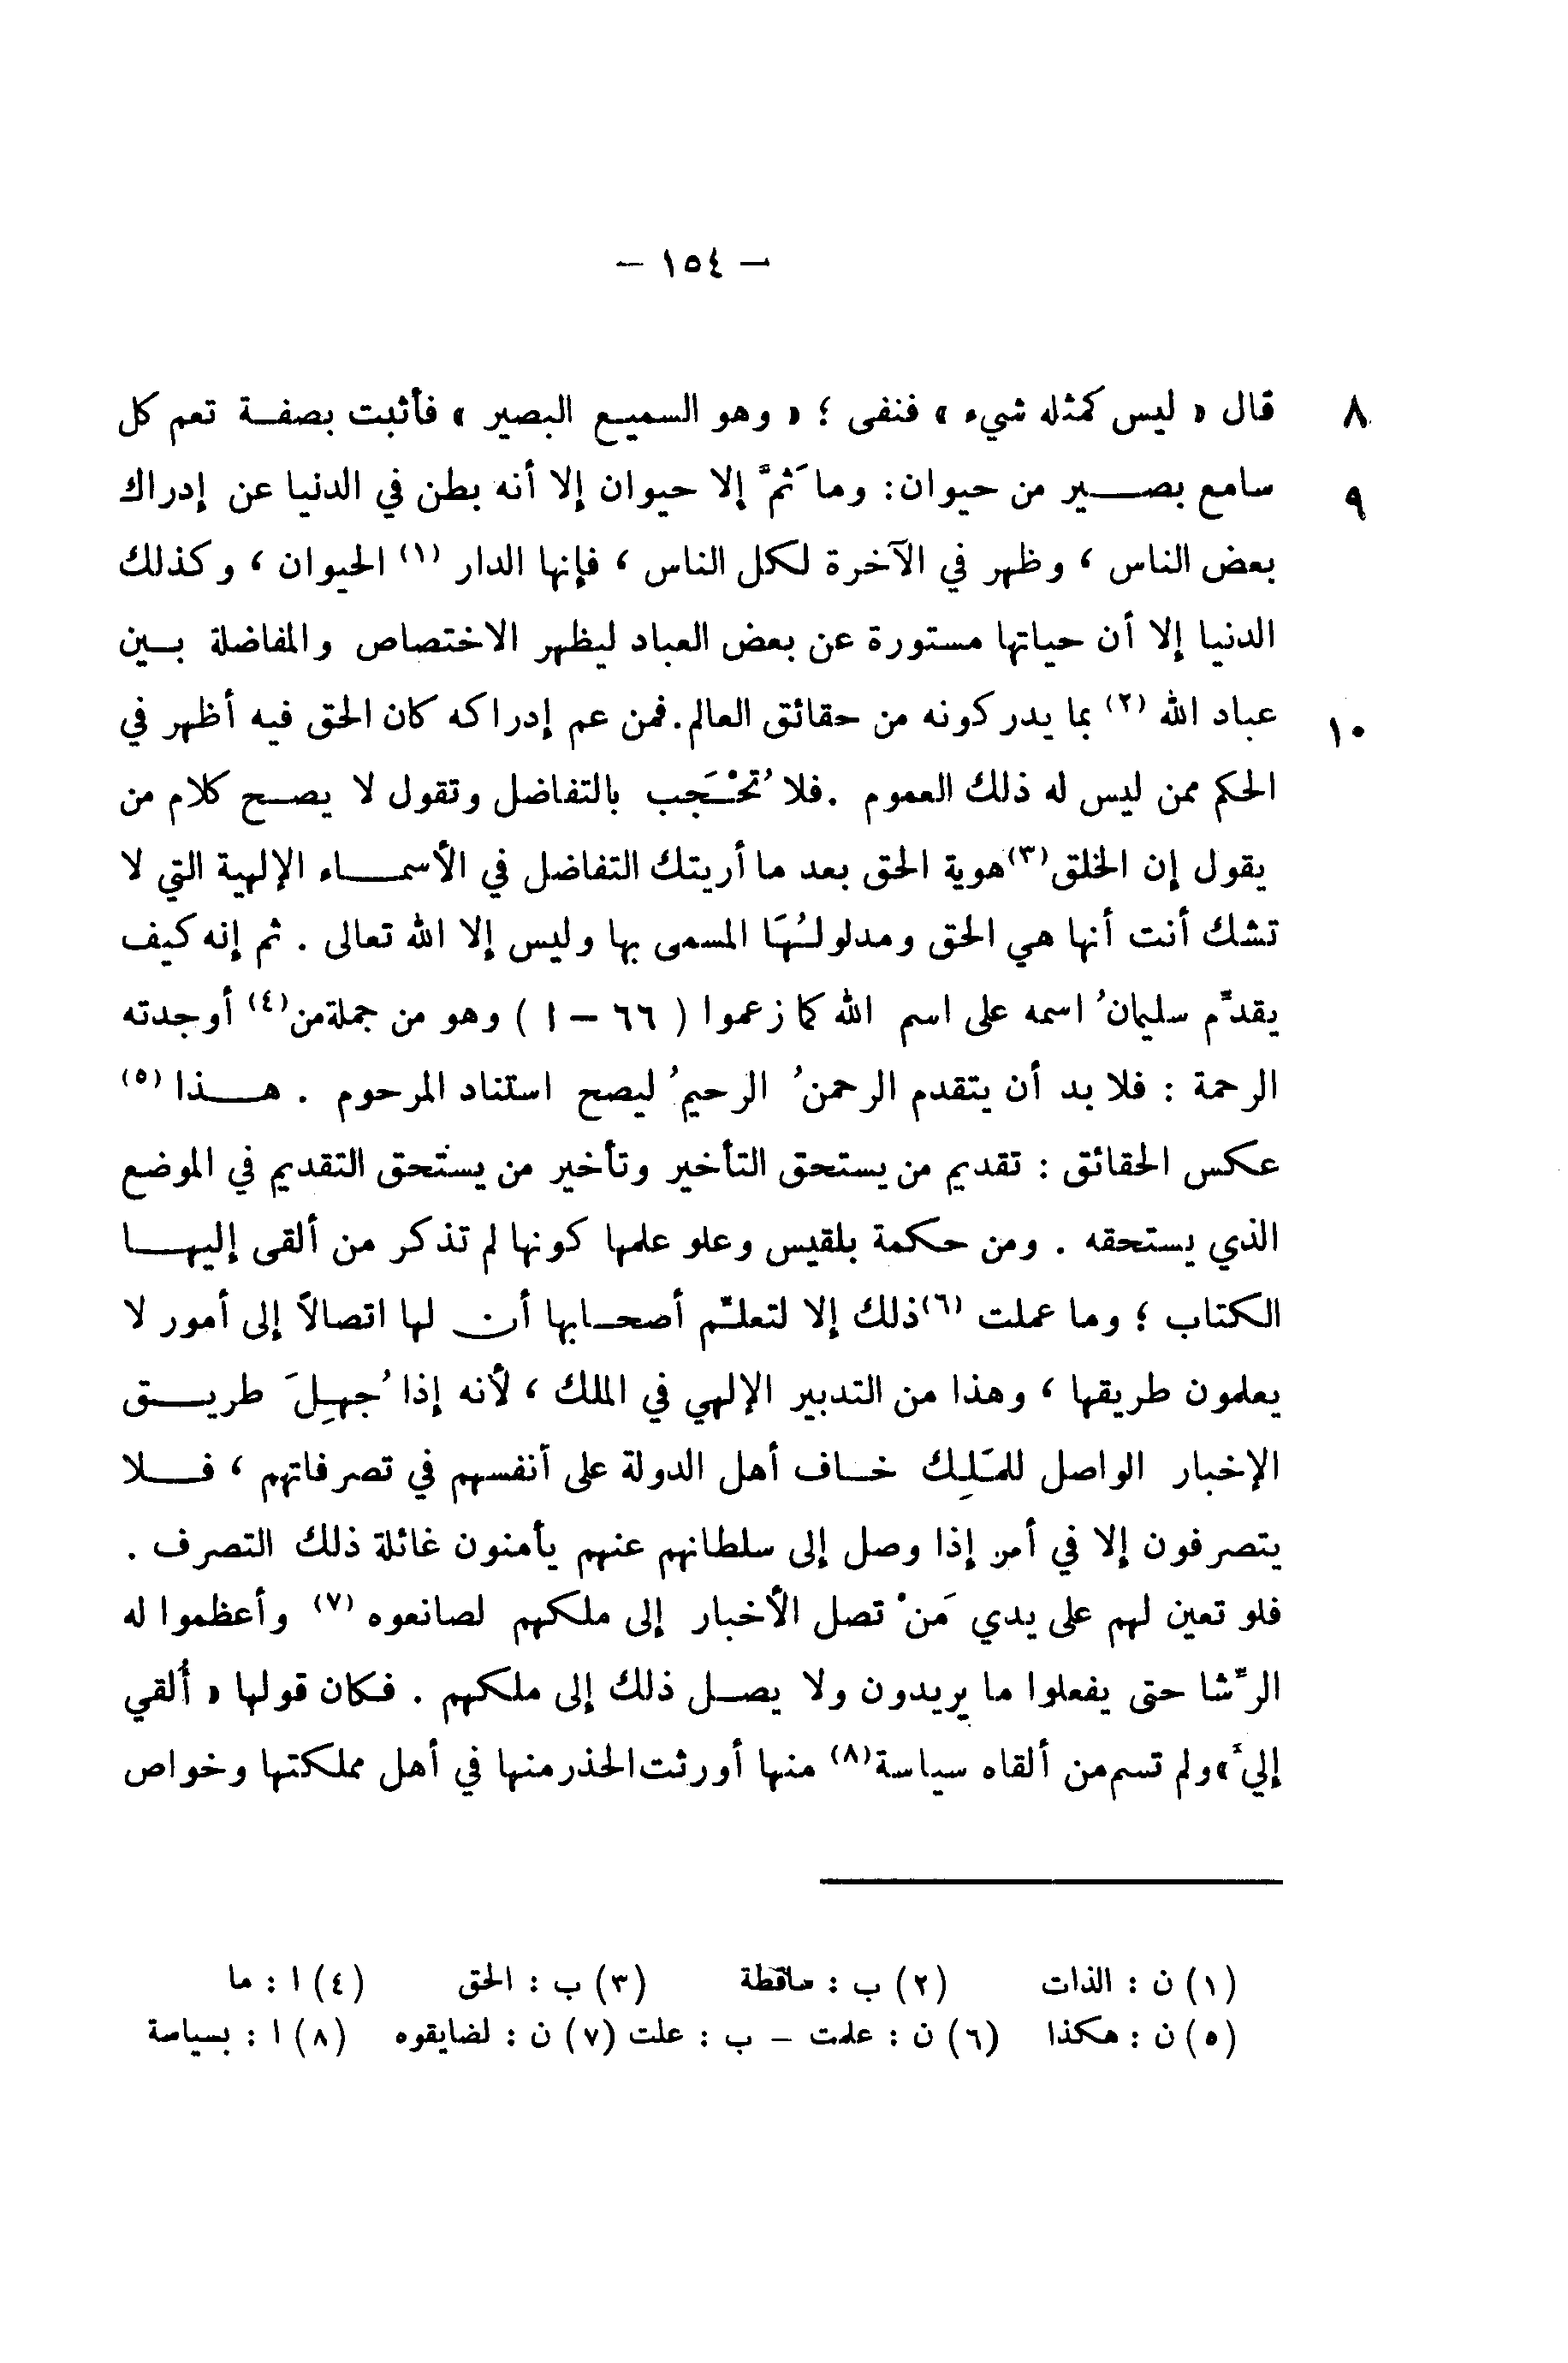 – ١٥٤ –
٨ قال « ليس كمثله شيء » فنفى ؛ « وهو السميع البصير » فأثبت بصفة تعم كل
٩ سامع بصير من حيوان: وما ثَمَّ إلا حيوان إلا أنه بطن في الدنيا عن إدراك
بعض الناس ، وظهر في الآخرة لكل الناس ، فإنها الدار (١) الحيوان ، وكذلك
الدنيا إلا أن حياتها مستورة عن بعض العباد ليظهر الاختصاص والمفاضلة بين
١٠ عباد الله (٢) بما يدركونه من حقائق العالم. فمن عم إدراكه كان الحق فيه أظهر في
الحكم ممن ليس له ذلك العموم . فلا تُحْجَب بالتفاضل وتقول لا يصح كلام من
يقول إن الخلق (٣) هوية الحق بعد ما أريتك التفاضل في الأسماء الإلهية التي لا
تشك أنت أنها هي الحق ومدلولُهَا المسمى بها وليس إلا الله تعالى . ثم إنه كيف
يقدِّم سليمانُ اسمه على اسم الله كما زعموا ( ٦٦ – ا ) وهو من جملة من (٤) أوجدته
الرحمة : فلا بد أن يتقدم الرحمنُ الرحيمُ ليصح استناد المرحوم . هذا (٥)
عكس الحقائق : تقديم من يستحق التأخير وتأخير من يستحق التقديم في الموضع
الذي يستحقه . ومن حكمة بلقيس وعلو علمها كونها لم تذكر من ألقى إليها
الكتاب ؛ وما عملت (٦) ذلك إلا لتعلِّم أصحابها أن لها اتصالاً إلى أمور لا
يعلمون طريقها ، وهذا من التدبير الإلهي في الملك ، لأنه إذا جُهِلَ طريق
الإخبار الواصل للمَلِك خاف أهل الدولة على أنفسهم في تصرفاتهم ، فلا
يتصرفون إلا في أمر إذا وصل إلى سلطانهم عنهم يأمنون غائلة ذلك التصرف .
فلو تعين لهم على يدي مَنْ تصل الأخبار إلى ملكهم لصانعوه (٧) وأعظموا له
الرِّشا حتى يفعلوا ما يريدون ولا يصل ذلك إلى ملكهم . فكان قولها « أُلقي
إليَّ » ولم تسم من ألقاه سياسة (٨) منها أورثت الحذر منها في أهل مملكتها وخواص
(١) ن : الذات (٢) ب : ساقطة (٣) ب : الحق (٤) ا : ما
(٥) ن : هكذا (٦) ن : علمت – ب : علت (٧) ن : لضايقوه (٨) ا : بسياسة